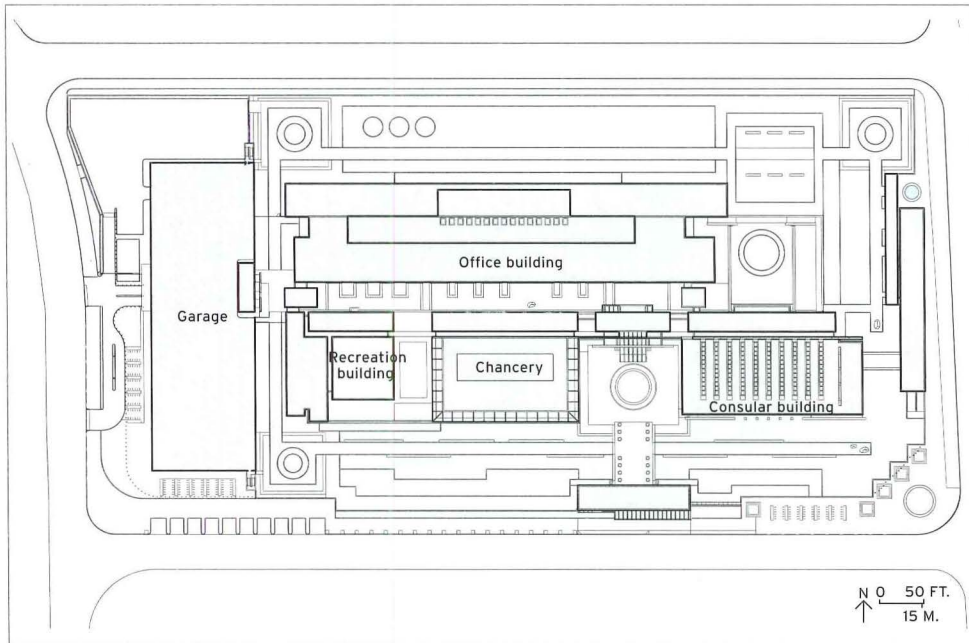 Office building
Garage
Recreation
building
Chancery
Consular building
N 0 50 FT.
15 M.